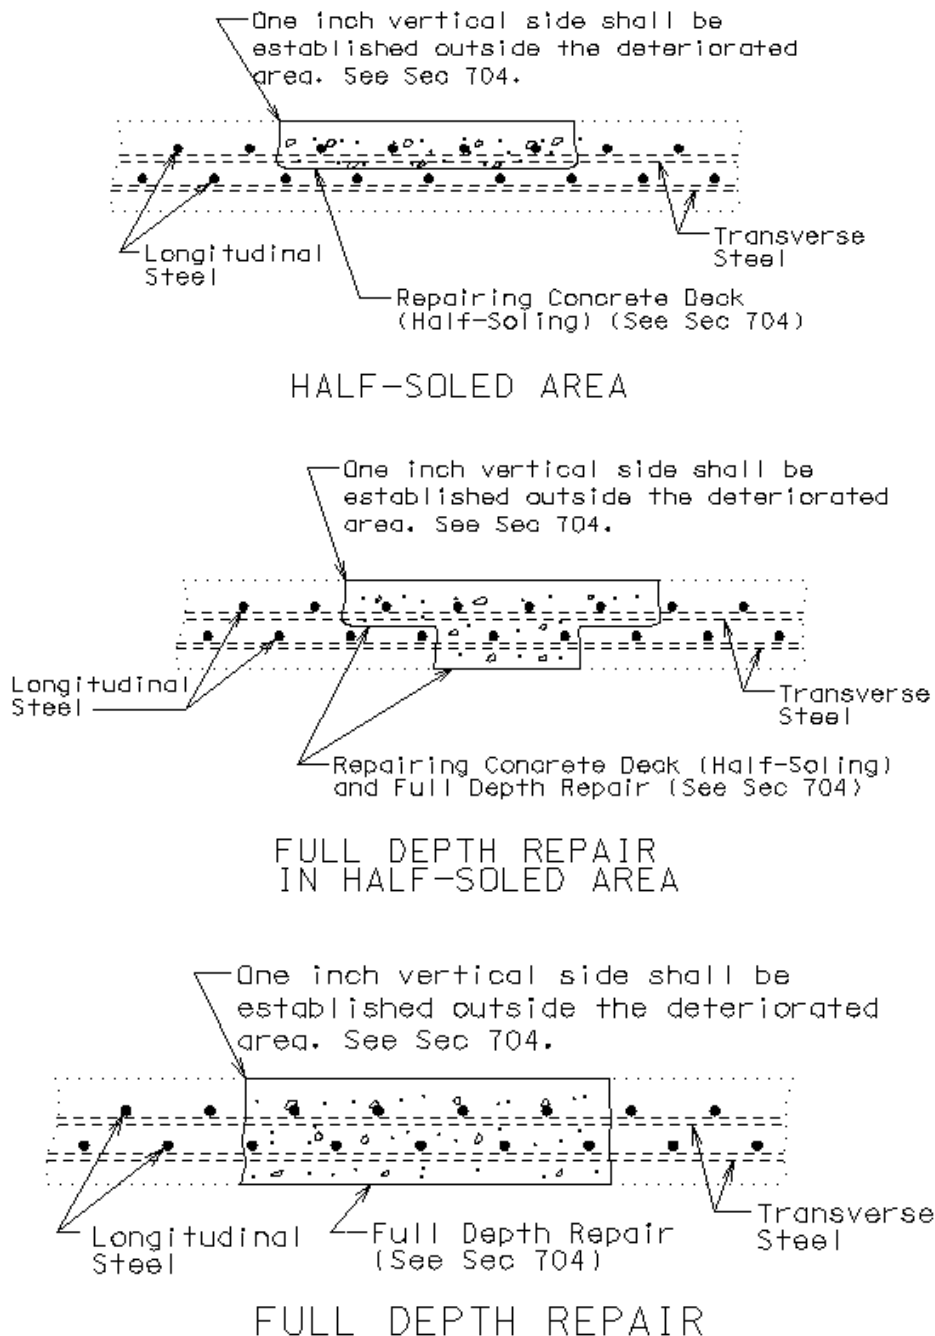 One inch vertical side shall be
established outside the deteriorated
area. See Sec 704.
Longitudinal
Steel
Transverse
Steel
Repairing Concrete Deck
(Half-Soling) (See Sec 704)
HALF-SOLED AREA
One inch vertical side shall be
established outside the deteriorated
area. See Sec 704.
Longitudinal
Steel
Transverse
Steel
Repairing Concrete Deck (Half-Soling)
and Full Depth Repair (See Sec 704)
FULL DEPTH REPAIR
IN HALF-SOLED AREA
One inch vertical side shall be
established outside the deteriorated
area. See Sec 704.
Longitudinal
Steel
Full Depth Repair
(See Sec 704)
Transverse
Steel
FULL DEPTH REPAIR